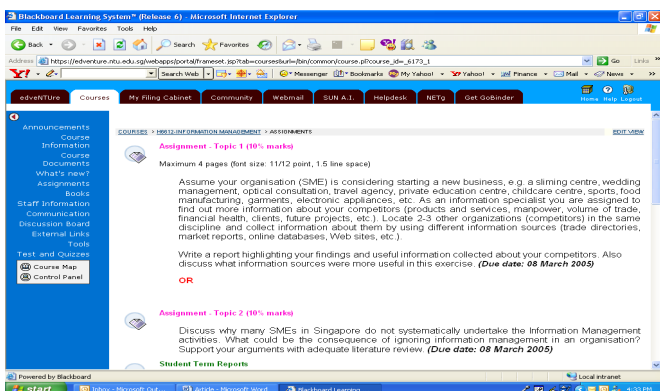 Blackboard Learning System™ (Release 6) - Microsoft Internet Explorer
File Edit View Favorites Tools Help
Back Search Favorites
Address https://edventure.ntu.edu.sg/webapps/portal/frameset.jsp?tab=courses&url=/bin/common/course.pl?course_id=_6173_1 Go Links »
Y! Search Web Messenger Bookmarks My Yahoo! Yahoo! Finance Mail News »
edveNTUre Courses My Filing Cabinet Community Webmail SUN A.I. Helpdesk NETg Get GoBinder Home Help Logout
Announcements
Course
Information
Course
Documents
What's new?
Assignments
Books
Staff Information
Communication
Discussion Board
External Links
Tools
Test and Quizzes
Course Map
Control Panel
COURSES > H6612-INFORMATION MANAGEMENT > ASSIGNMENTS EDIT VIEW
Assignment - Topic 1 (10% marks)
Maximum 4 pages (font size: 11/12 point, 1.5 line space)
Assume your organisation (SME) is considering starting a new business, e.g. a sliming centre, wedding
management, optical consultation, travel agency, private education centre, childcare centre, sports, food
manufacturing, garments, electronic appliances, etc. As an information specialist you are assigned to
find out more information about your competitors (products and services, manpower, volume of trade,
financial health, clients, future projects, etc.). Locate 2-3 other organizations (competitors) in the same
discipline and collect information about them by using different information sources (trade directories,
market reports, online databases, Web sites, etc.).
Write a report highlighting your findings and useful information collected about your competitors. Also
discuss what information sources were more useful in this exercise. (Due date: 08 March 2005)
OR
Assignment - Topic 2 (10% marks)
Discuss why many SMEs in Singapore do not systematically undertake the Information Management
activities. What could be the consequence of ignoring information management in an organisation?
Support your arguments with adequate literature review. (Due date: 08 March 2005)
Student Term Reports
Powered by Blackboard Local intranet
start Inbox - Microsoft Out... Article - Microsoft Word Blackboard Learning ... 4:33 PM